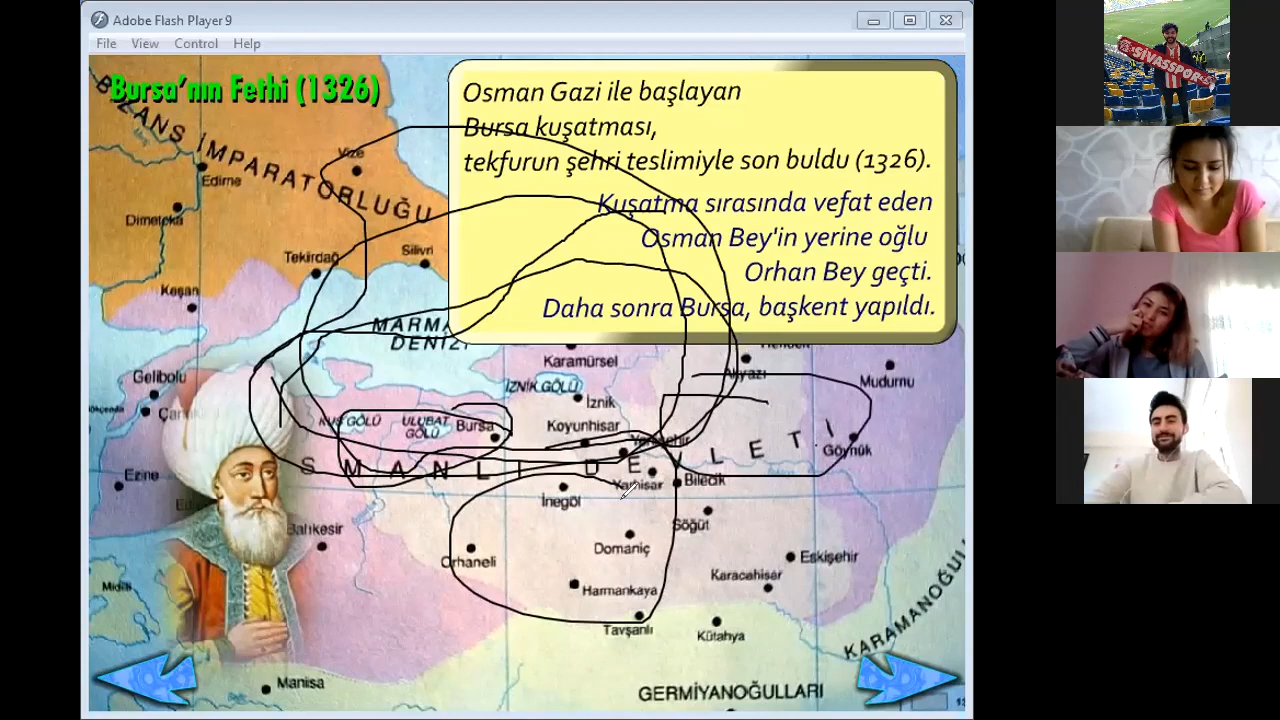 Adobe Flash Player 9
File View Control Help
Bursa'nın Fethi (1326)
Osman Gazi ile başlayan
Bursa kuşatması,
tekfurun şehri teslimiyle son buldu (1326).
Kuşatma sırasında vefat eden
Osman Bey'in yerine oğlu
Orhan Bey geçti.
Daha sonra Bursa, başkent yapıldı.
BİZANS İMPARATORLUĞU
Vize
Edirne
Dimetoka
Tekirdağ
Silivri
Keşan
DENİZİ
Karamürsel
Akyazı
Mudurnu
Gelibolu
İZNİK GÖLÜ
İznik
KUŞ GÖLÜ
ULUBAT
GÖLÜ
Bursa
Koyunhisar
Yenişehir
Göynük
SMANLI DEVLETİ
Ezine
Yarhisar
Bilecik
İnegöl
Söğüt
Balıkesir
Orhaneli
Domaniç
Eskişehir
Karacahisar
Harmankaya
Tavşanlı
Kütahya
KARAMANOĞULL
Manisa
GERMİYANOĞULLARI
SİVASSPOR